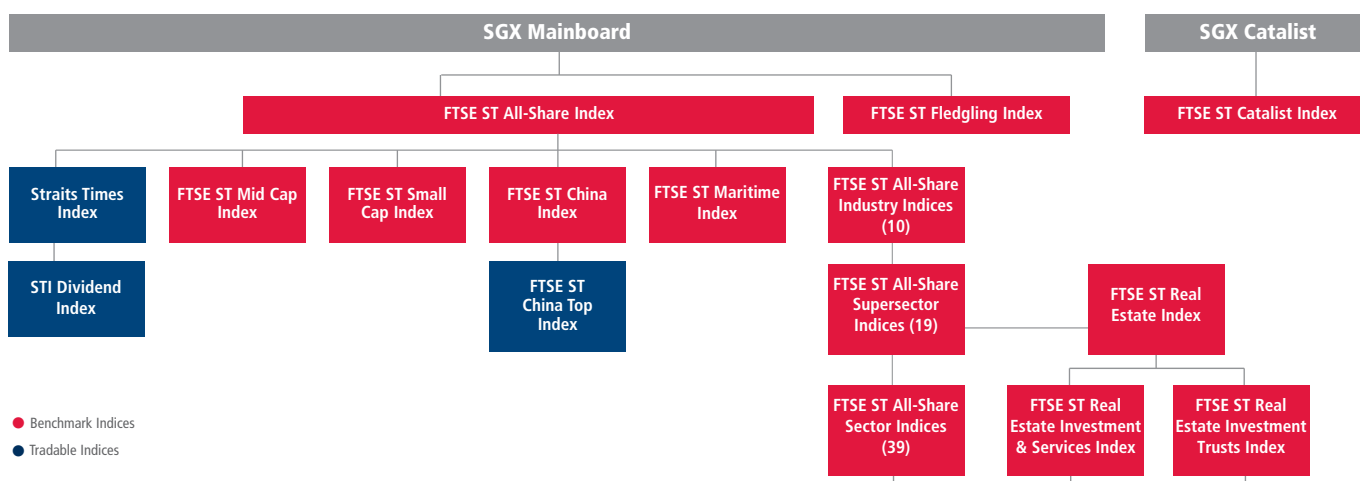 SGX Mainboard
SGX Catalist
FTSE ST All-Share Index
FTSE ST Fledgling Index
FTSE ST Catalist Index
Straits Times
Index
FTSE ST Mid Cap
Index
FTSE ST Small
Cap Index
FTSE ST China
Index
FTSE ST Maritime
Index
FTSE ST All-Share
Industry Indices
(10)
STI Dividend
Index
FTSE ST
China Top
Index
FTSE ST All-Share
Supersector
Indices (19)
FTSE ST Real
Estate Index
FTSE ST All-Share
Sector Indices
(39)
FTSE ST Real
Estate Investment
& Services Index
FTSE ST Real
Estate Investment
Trusts Index
Benchmark Indices
Tradable Indices